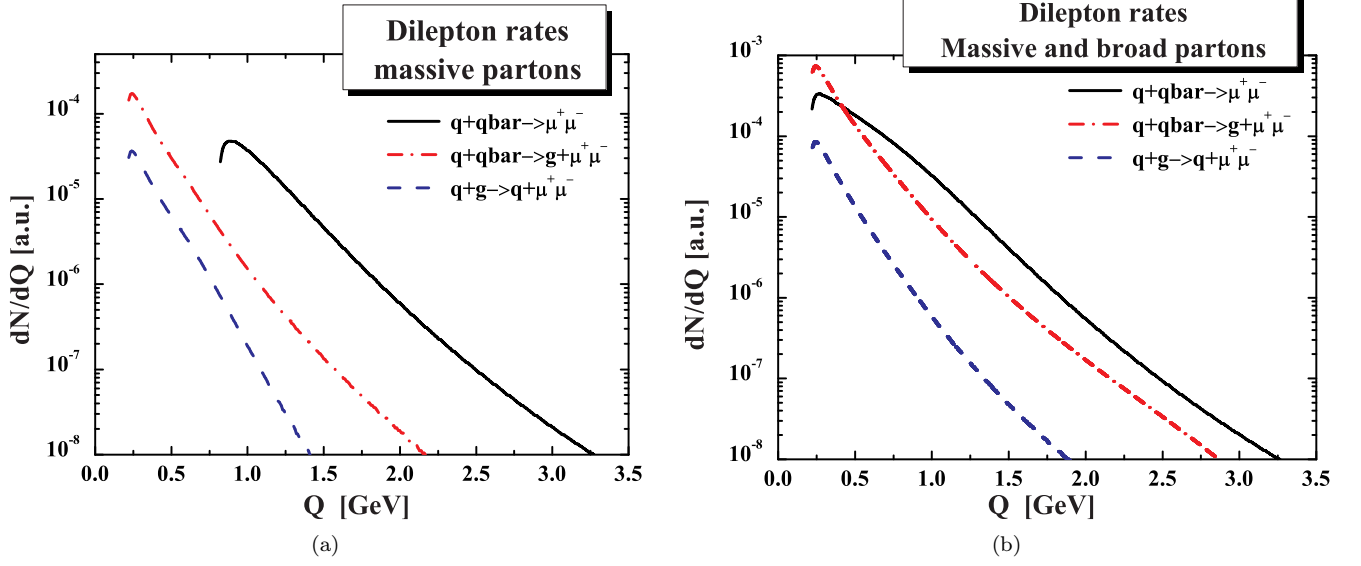 Dilepton rates
massive partons
q+qbar−>μ⁺μ⁻
q+qbar−>g+μ⁺μ⁻
q+g−>q+μ⁺μ⁻
10⁻⁴
10⁻⁵
10⁻⁶
10⁻⁷
10⁻⁸
dN/dQ [a.u.]
0.0 0.5 1.0 1.5 2.0 2.5 3.0 3.5
Q [GeV]
(a)
Dilepton rates
Massive and broad partons
q+qbar−>μ⁺μ⁻
q+qbar−>g+μ⁺μ⁻
q+g−>q+μ⁺μ⁻
10⁻³
10⁻⁴
10⁻⁵
10⁻⁶
10⁻⁷
10⁻⁸
dN/dQ [a.u.]
0.0 0.5 1.0 1.5 2.0 2.5 3.0 3.5
Q [GeV]
(b)